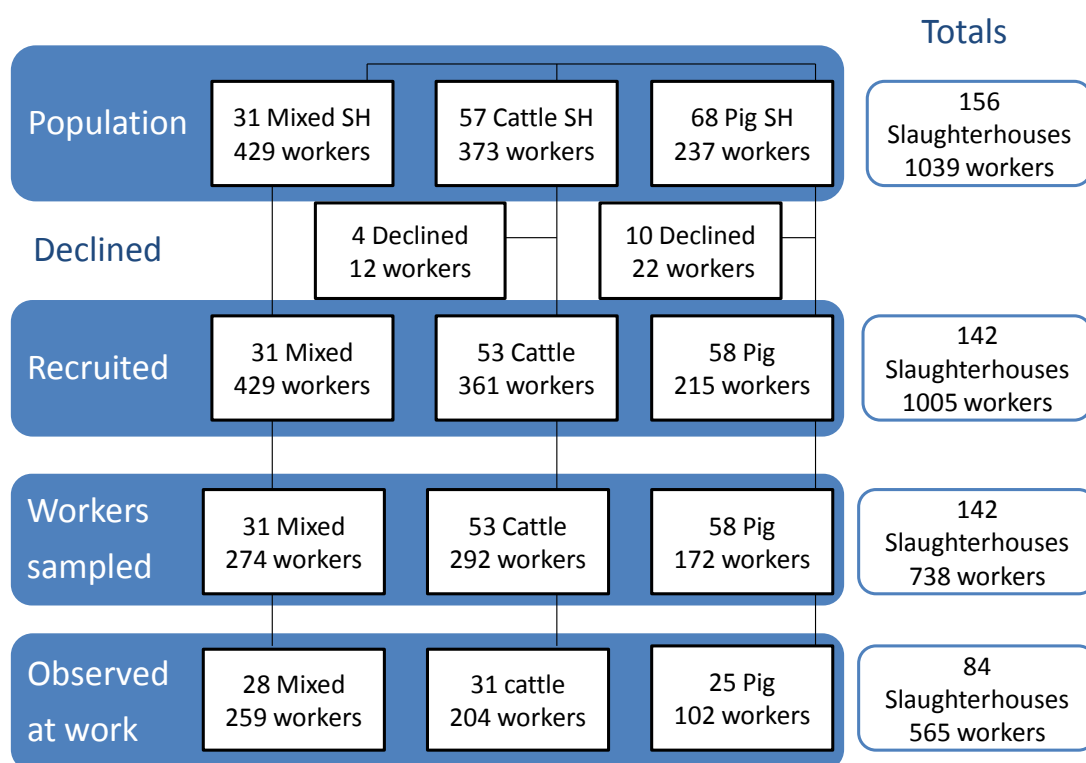 Totals
Population
31 Mixed SH
429 workers
57 Cattle SH
373 workers
68 Pig SH
237 workers
156
Slaughterhouses
1039 workers
Declined
4 Declined
12 workers
10 Declined
22 workers
Recruited
31 Mixed
429 workers
53 Cattle
361 workers
58 Pig
215 workers
142
Slaughterhouses
1005 workers
Workers
sampled
31 Mixed
274 workers
53 Cattle
292 workers
58 Pig
172 workers
142
Slaughterhouses
738 workers
Observed
at work
28 Mixed
259 workers
31 cattle
204 workers
25 Pig
102 workers
84
Slaughterhouses
565 workers